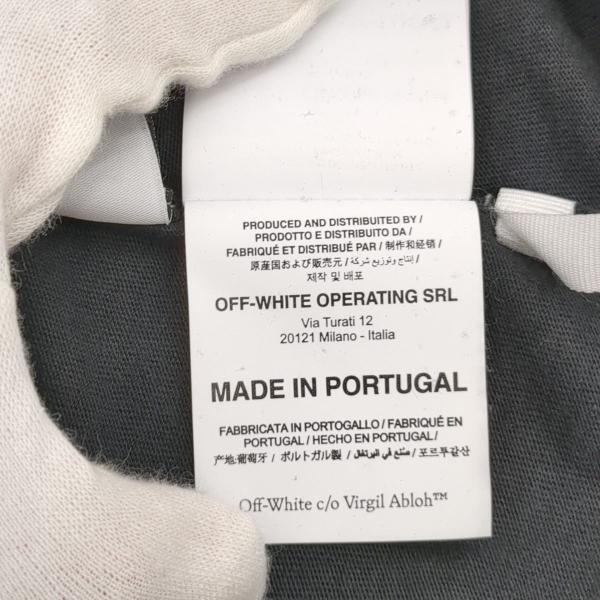 PRODUCED AND DISTRIBUTED BY /
PRODOTTO E DISTRIBUITO DA /
FABRIQUÉ ET DISTRIBUÉ PAR / 制作和经销 /
原産国および販売元 / إنتاج وتوزيع شركة /
제작 및 배포
OFF-WHITE OPERATING SRL
Via Turati 12
20121 Milano - Italia
MADE IN PORTUGAL
FABBRICATA IN PORTOGALLO / FABRIQUÉ EN
PORTUGAL / HECHO EN PORTUGAL /
产地:葡萄牙 / ポルトガル製 / صنع في البرتغال / 포르투갈산
Off-White c/o Virgil Abloh™